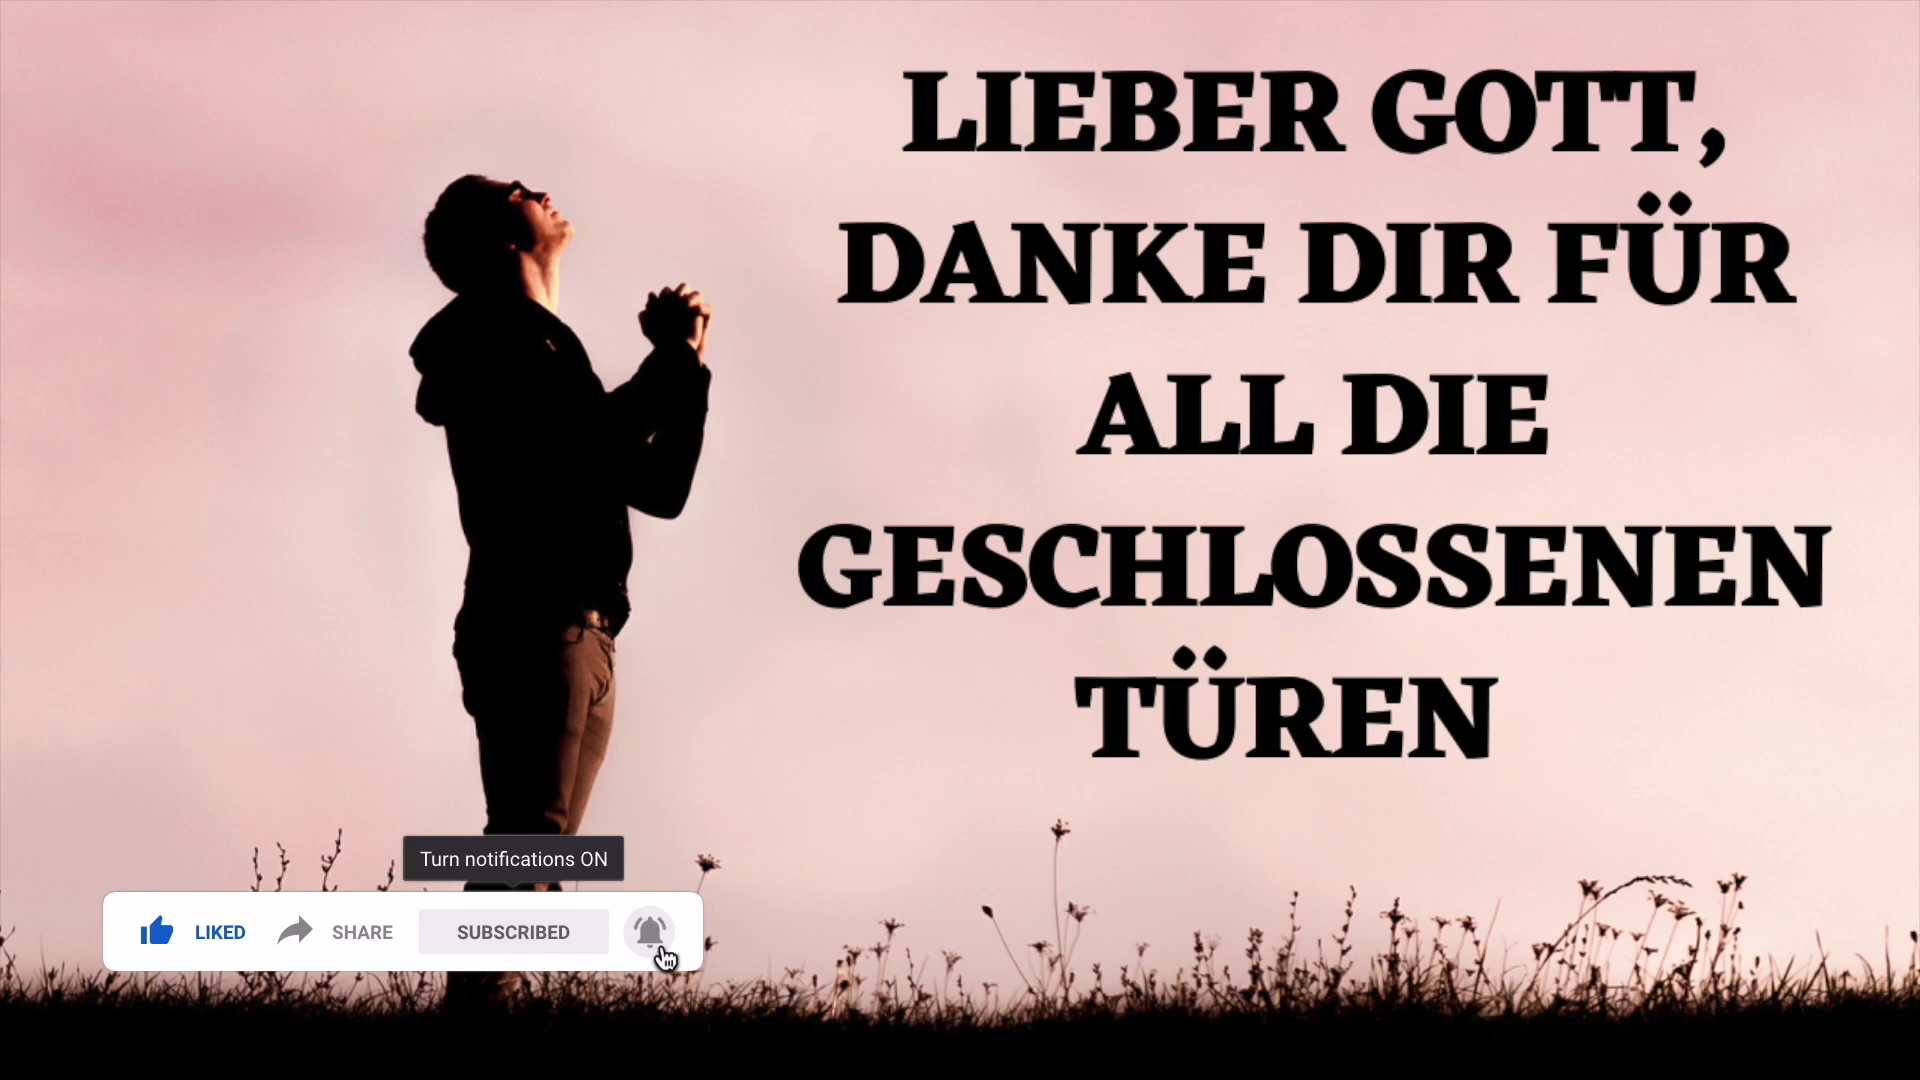 LIEBER GOTT,
DANKE DIR FÜR
ALL DIE
GESCHLOSSENEN
TÜREN
Turn notifications ON
LIKED SHARE SUBSCRIBED